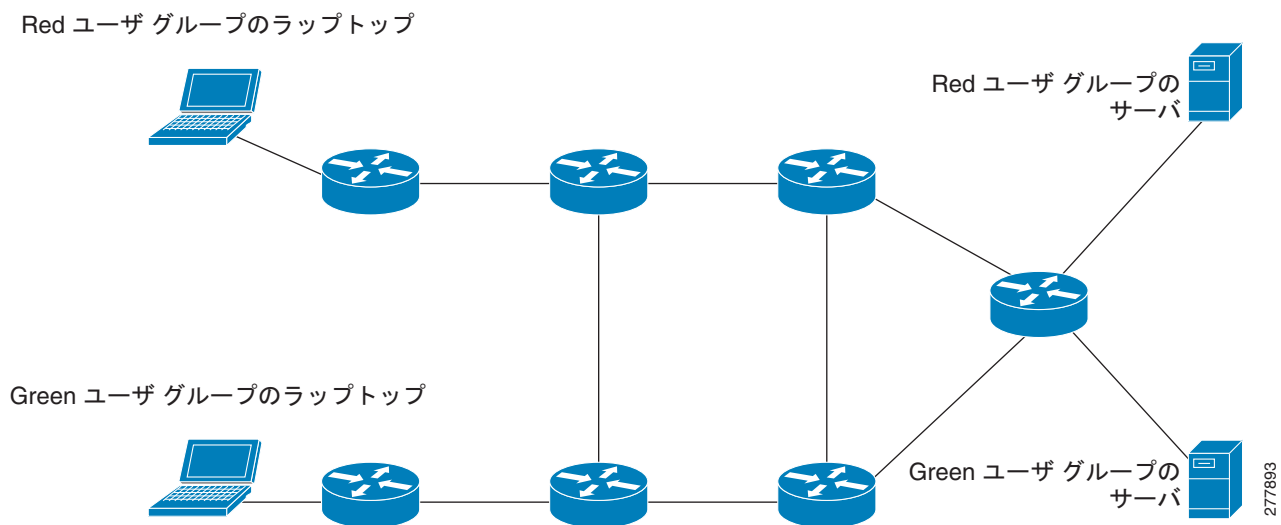 Red ユーザ グループのラップトップ
Red ユーザ グループの
サーバ
Green ユーザ グループのラップトップ
Green ユーザ グループの
サーバ
277893